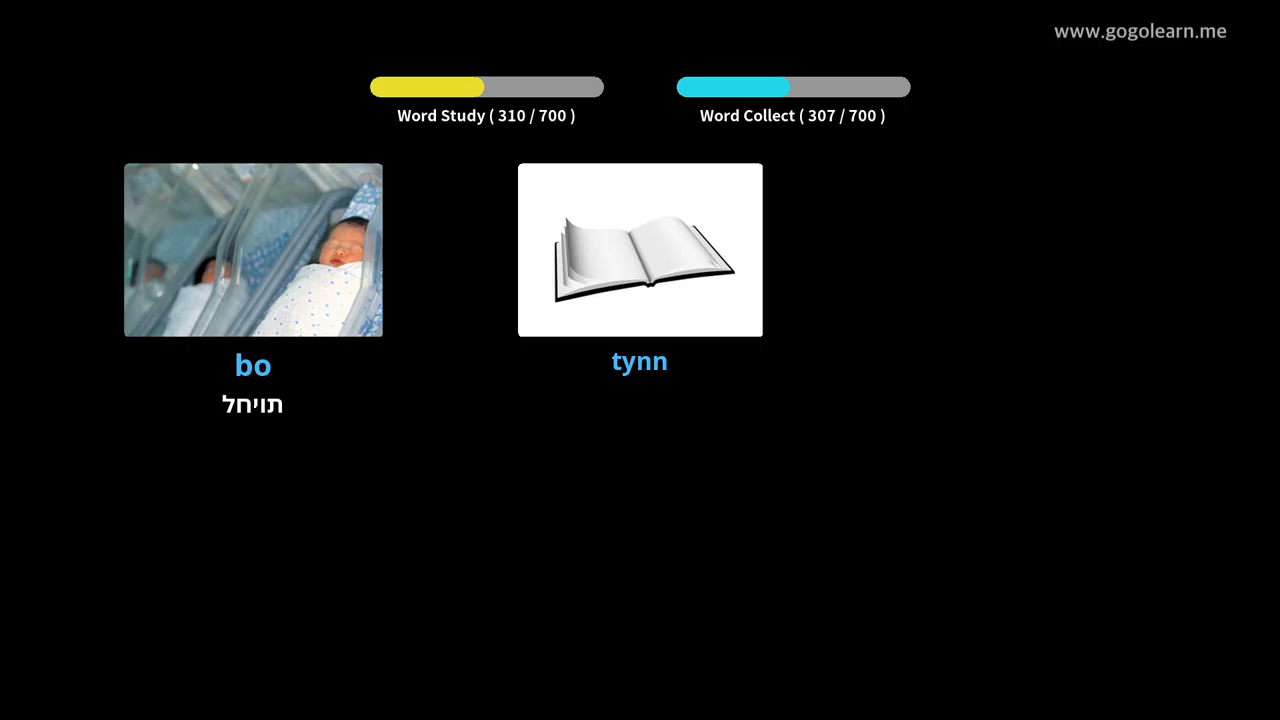 www.gogolearn.me
Word Study ( 310 / 700 )
Word Collect ( 307 / 700 )
bo
תויחל
tynn